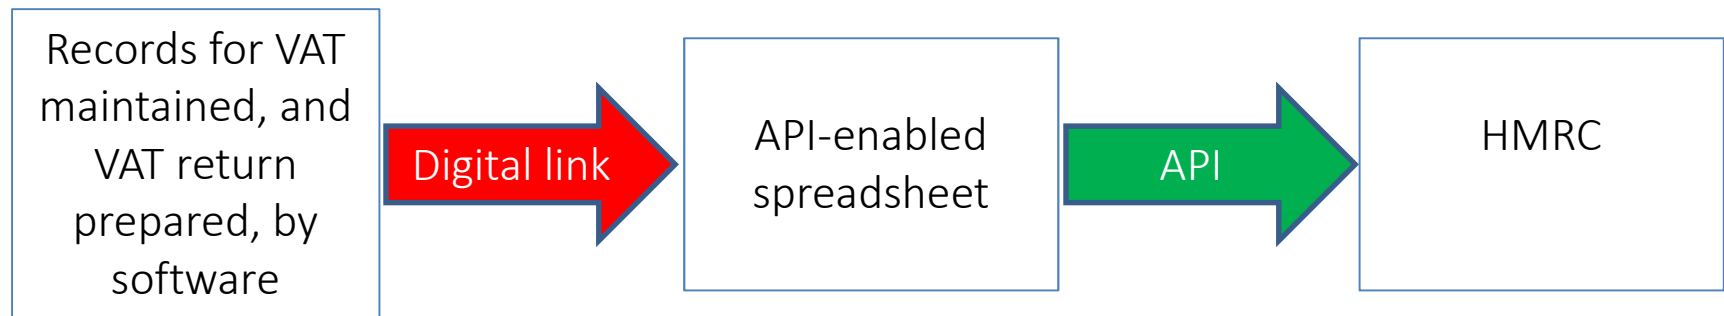 Records for VAT
maintained, and
VAT return
prepared, by
software
Digital link
API-enabled
spreadsheet
API
HMRC